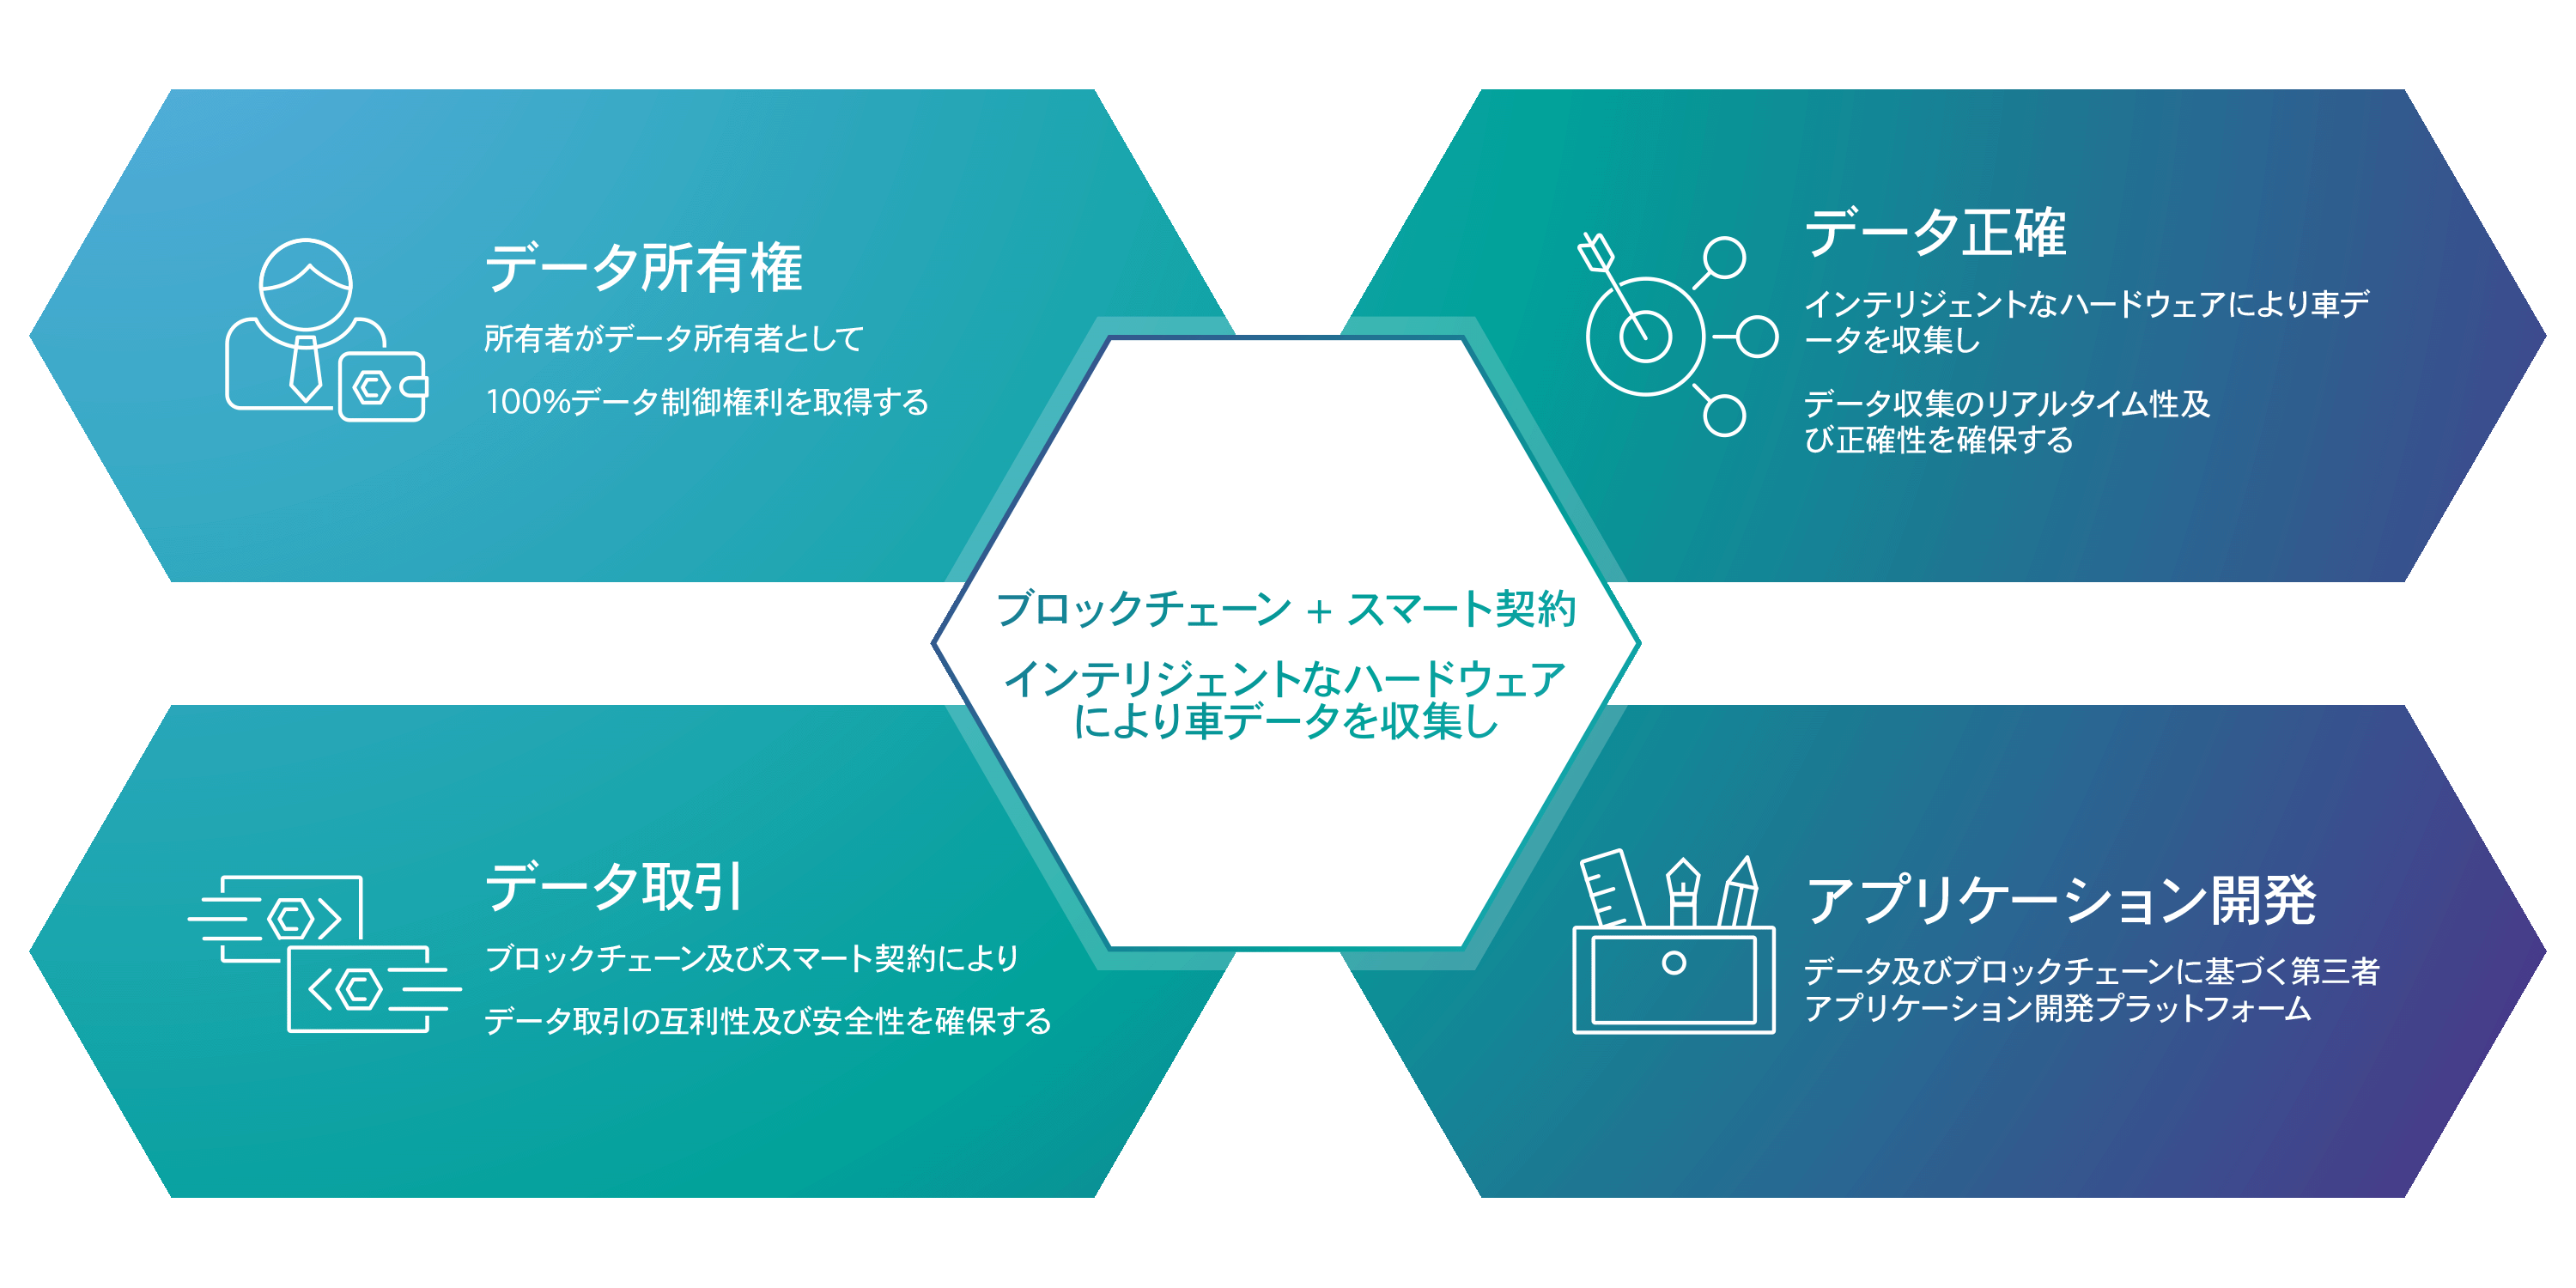 データ所有権
所有者がデータ所有者として
100%データ制御権利を取得する
データ正確
インテリジェントなハードウェアにより車デ
ータを収集し
データ収集のリアルタイム性及
び正確性を確保する
ブロックチェーン + スマート契約
インテリジェントなハードウェア
により車データを収集し
データ取引
ブロックチェーン及びスマート契約により
データ取引の互利性及び安全性を確保する
アプリケーション開発
データ及びブロックチェーンに基づく第三者
アプリケーション開発プラットフォーム